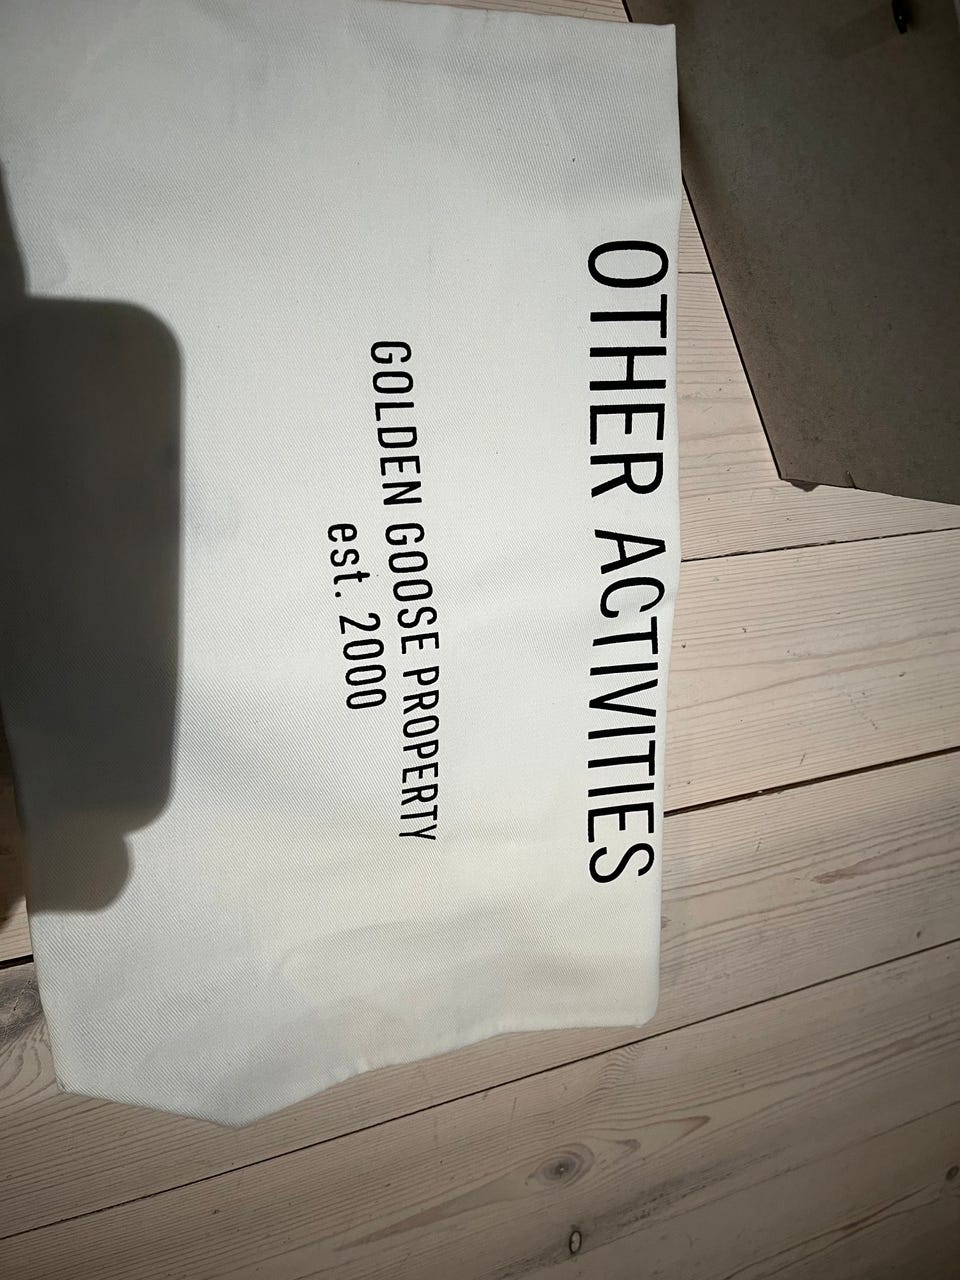 OTHER ACTIVITIES
GOLDEN GOOSE PROPERTY
est. 2000